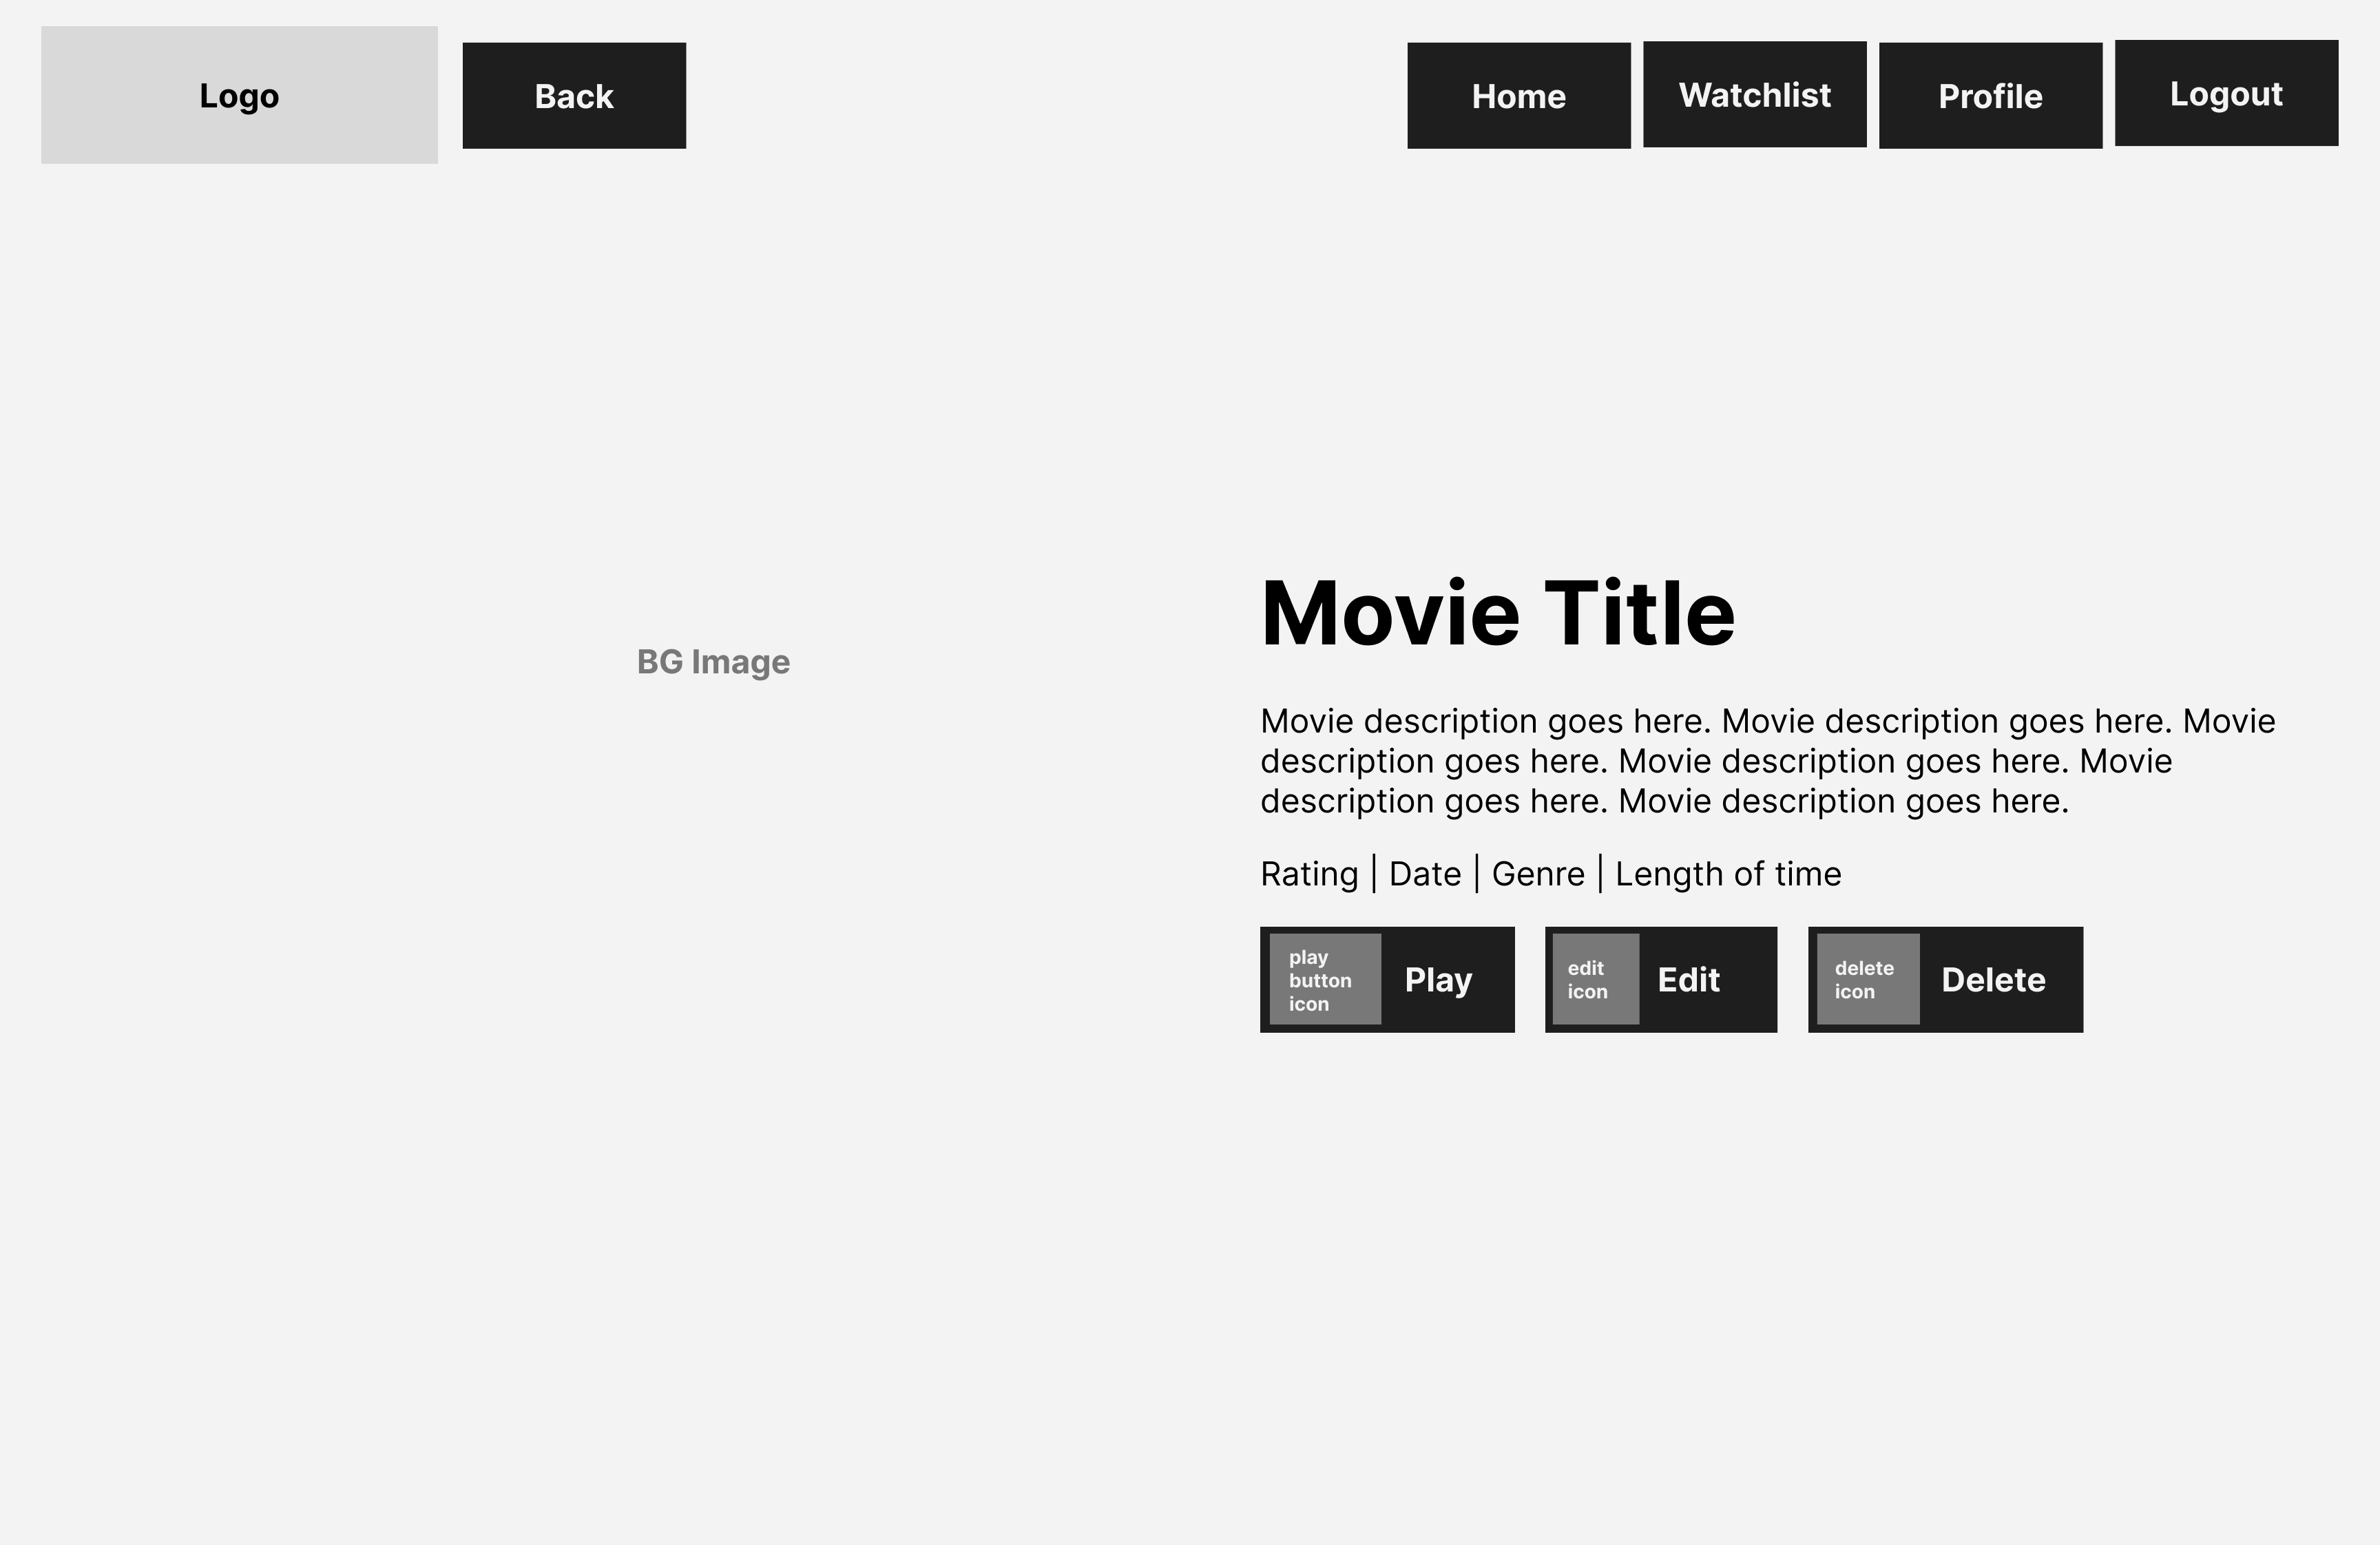 Logo
Back
Home
Watchlist
Profile
Logout
BG Image
Movie Title
Movie description goes here. Movie description goes here. Movie
description goes here. Movie description goes here. Movie
description goes here. Movie description goes here.
Rating | Date | Genre | Length of time
play
button
icon
Play
edit
icon
Edit
delete
icon
Delete